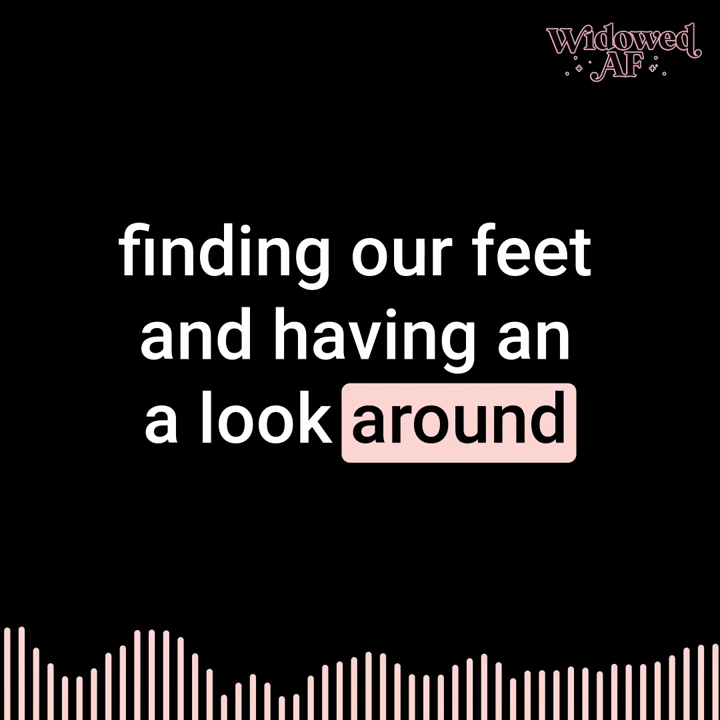 Widowed
AF
finding our feet
and having an
a look around